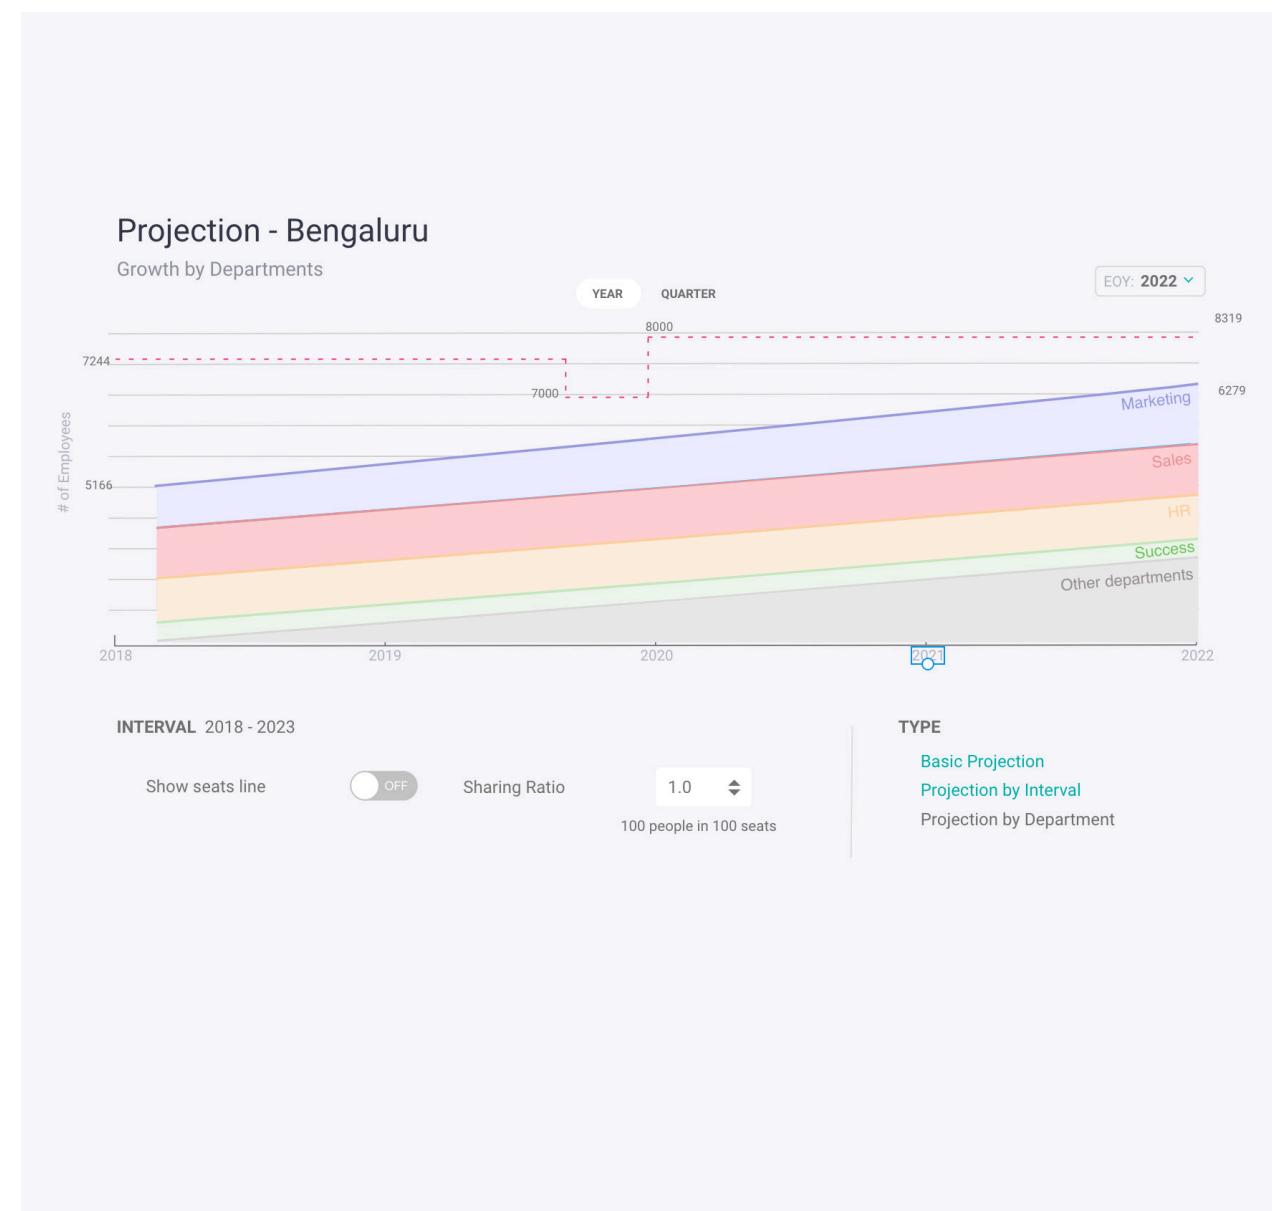 Projection - Bengaluru
Growth by Departments
YEAR QUARTER
EOY: 2022
8319
8000
7244
7000
6279
Marketing
# of Employees
Sales
5166
HR
Success
Other departments
2018 2019 2020 2021 2022
INTERVAL 2018 - 2023
TYPE
Show seats line OFF Sharing Ratio 1.0
100 people in 100 seats
Basic Projection
Projection by Interval
Projection by Department